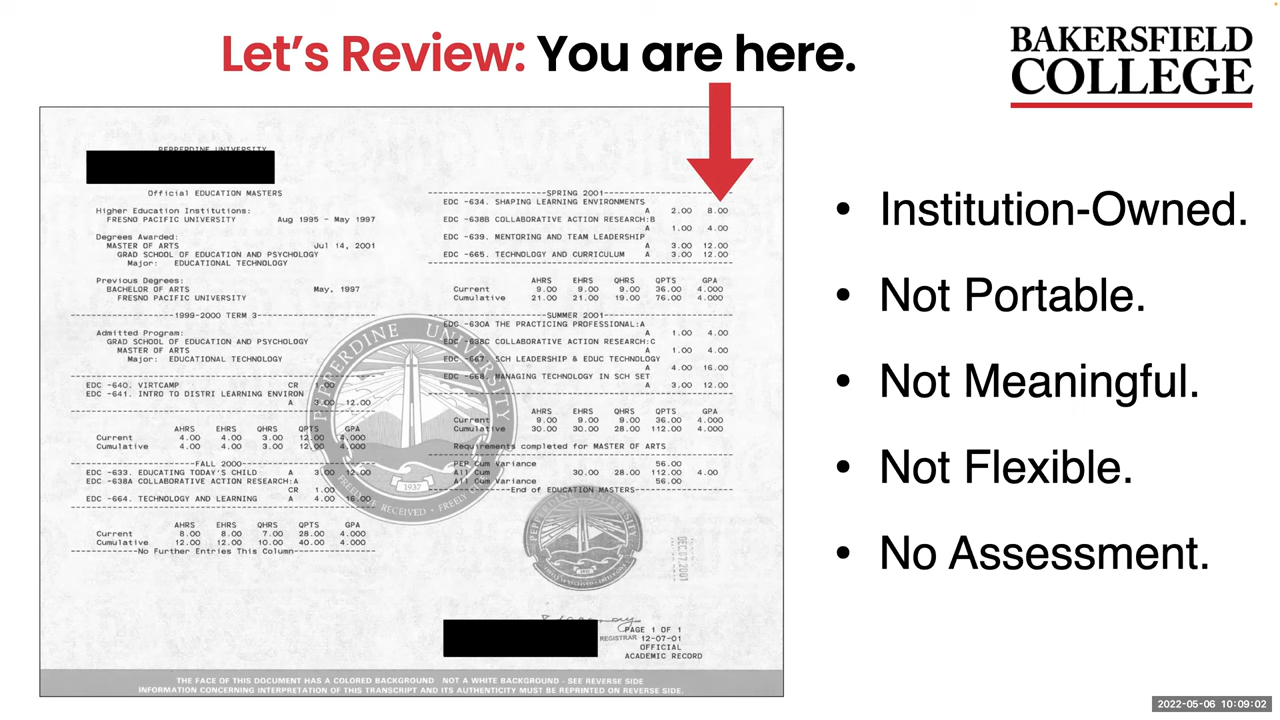 Let's Review: You are here.
BAKERSFIELD
COLLEGE
PEPPERDINE UNIVERSITY
Official EDUCATION MASTERS
Higher Education Institutions:
FRESNO PACIFIC UNIVERSITY Aug 1995 - May 1997
Degrees Awarded:
MASTER OF ARTS Jul 14, 2001
GRAD SCHOOL OF EDUCATION AND PSYCHOLOGY
Major: EDUCATIONAL TECHNOLOGY
Previous Degrees:
BACHELOR OF ARTS May, 1997
FRESNO PACIFIC UNIVERSITY
1999-2000 TERM 3
Admitted Program:
GRAD SCHOOL OF EDUCATION AND PSYCHOLOGY
MASTER OF ARTS
Major: EDUCATIONAL TECHNOLOGY
EDC -640. VIRTCAMP CR 1.00
EDC -641. INTRO TO DISTRI LEARNING ENVIRON
A 3.00 12.00
AHRS EHRS QHRS QPTS GPA
Current 4.00 4.00 3.00 12.00 4.000
Cumulative 4.00 4.00 3.00 12.00 4.000
FALL 2000
EDC -633. EDUCATING TODAY'S CHILD A 3.00 12.00
EDC -638A COLLABORATIVE ACTION RESEARCH:A
CR 1.00
EDC -664. TECHNOLOGY AND LEARNING A 4.00 16.00
AHRS EHRS QHRS QPTS GPA
Current 8.00 8.00 7.00 28.00 4.000
Cumulative 12.00 12.00 10.00 40.00 4.000
No Further Entries This Column
SPRING 2001
EDC -634. SHAPING LEARNING ENVIRONMENTS
A 2.00 8.00
EDC -638B COLLABORATIVE ACTION RESEARCH:B
A 1.00 4.00
EDC -639. MENTORING AND TEAM LEADERSHIP
A 3.00 12.00
EDC -665. TECHNOLOGY AND CURRICULUM A 3.00 12.00
AHRS EHRS QHRS QPTS GPA
Current 9.00 9.00 9.00 36.00 4.000
Cumulative 21.00 21.00 19.00 76.00 4.000
SUMMER 2001
EDC -630A THE PRACTICING PROFESSIONAL:A
A 1.00 4.00
EDC -638C COLLABORATIVE ACTION RESEARCH:C
A 1.00 4.00
EDC -667. SCH LEADERSHIP & EDUC TECHNOLOGY
A 4.00 16.00
EDC -668. MANAGING TECHNOLOGY IN SCH SET
A 3.00 12.00
AHRS EHRS QHRS QPTS GPA
Current 9.00 9.00 9.00 36.00 4.000
Cumulative 30.00 30.00 28.00 112.00 4.000
Requirements completed for MASTER OF ARTS
PEP Cum Variance 56.00
All Cum 30.00 28.00 112.00 4.00
All Cum Variance 56.00
End of EDUCATION MASTERS
PEPPERDINE UNIVERSITY
1937
RECEIVED • FREELY
DEC 07 2001
REGISTRAR
PAGE 1 OF 1
12-07-01
OFFICIAL
ACADEMIC RECORD
THE FACE OF THIS DOCUMENT HAS A COLORED BACKGROUND NOT A WHITE BACKGROUND - SEE REVERSE SIDE
INFORMATION CONCERNING INTERPRETATION OF THIS TRANSCRIPT AND ITS AUTHENTICITY MUST BE REPRINTED ON REVERSE SIDE.
• Institution-Owned.
• Not Portable.
• Not Meaningful.
• Not Flexible.
• No Assessment.
2022-05-06 10:09:02